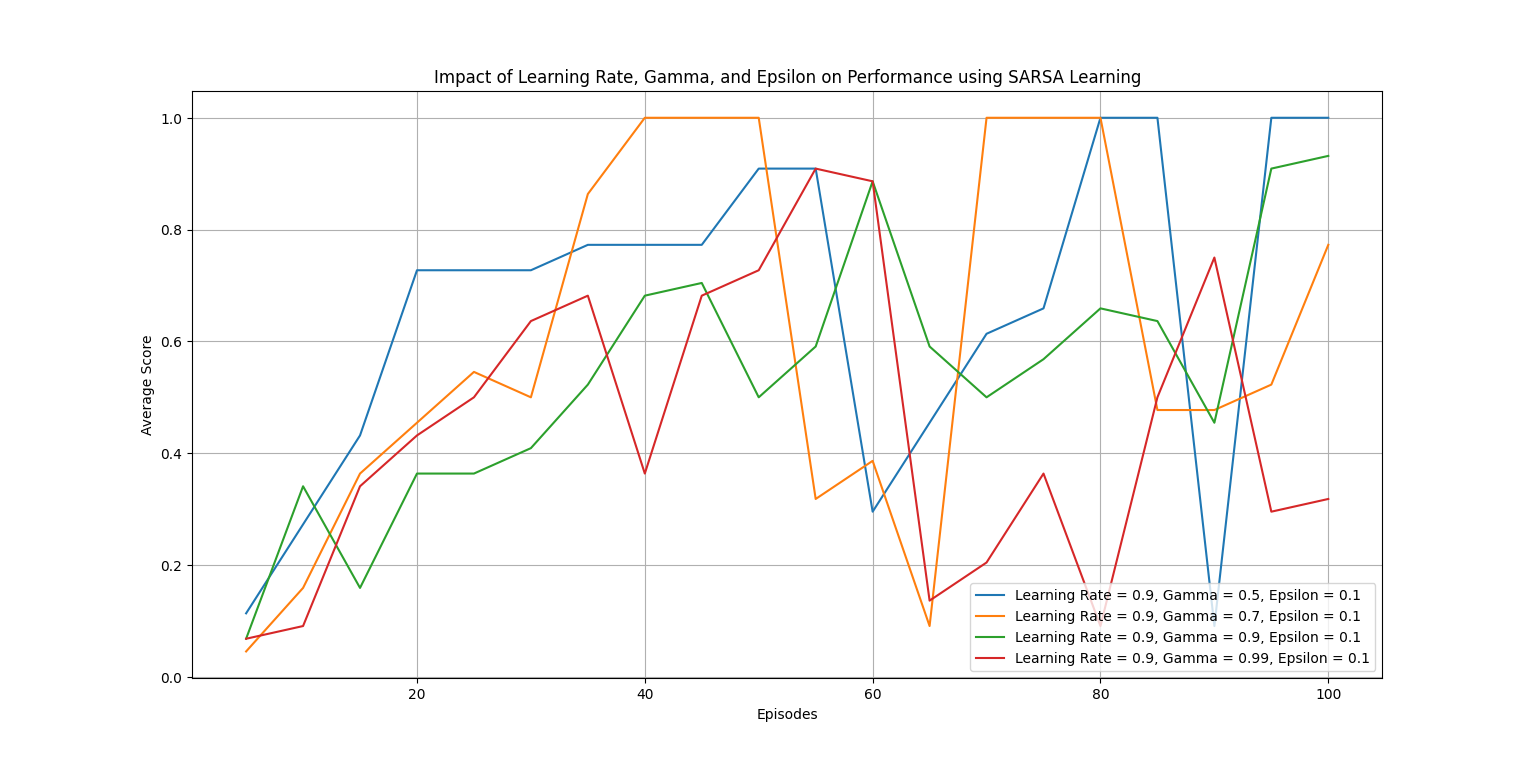 Impact of Learning Rate, Gamma, and Epsilon on Performance using SARSA Learning
1.0
0.8
0.6
0.4
0.2
0.0
Average Score
20
40
60
80
100
Episodes
Learning Rate = 0.9, Gamma = 0.5, Epsilon = 0.1
Learning Rate = 0.9, Gamma = 0.7, Epsilon = 0.1
Learning Rate = 0.9, Gamma = 0.9, Epsilon = 0.1
Learning Rate = 0.9, Gamma = 0.99, Epsilon = 0.1